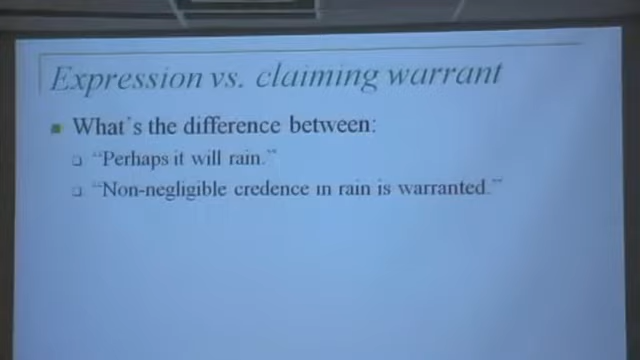 Expression vs. claiming warrant
What's the difference between:
"Perhaps it will rain."
"Non-negligible credence in rain is warranted."